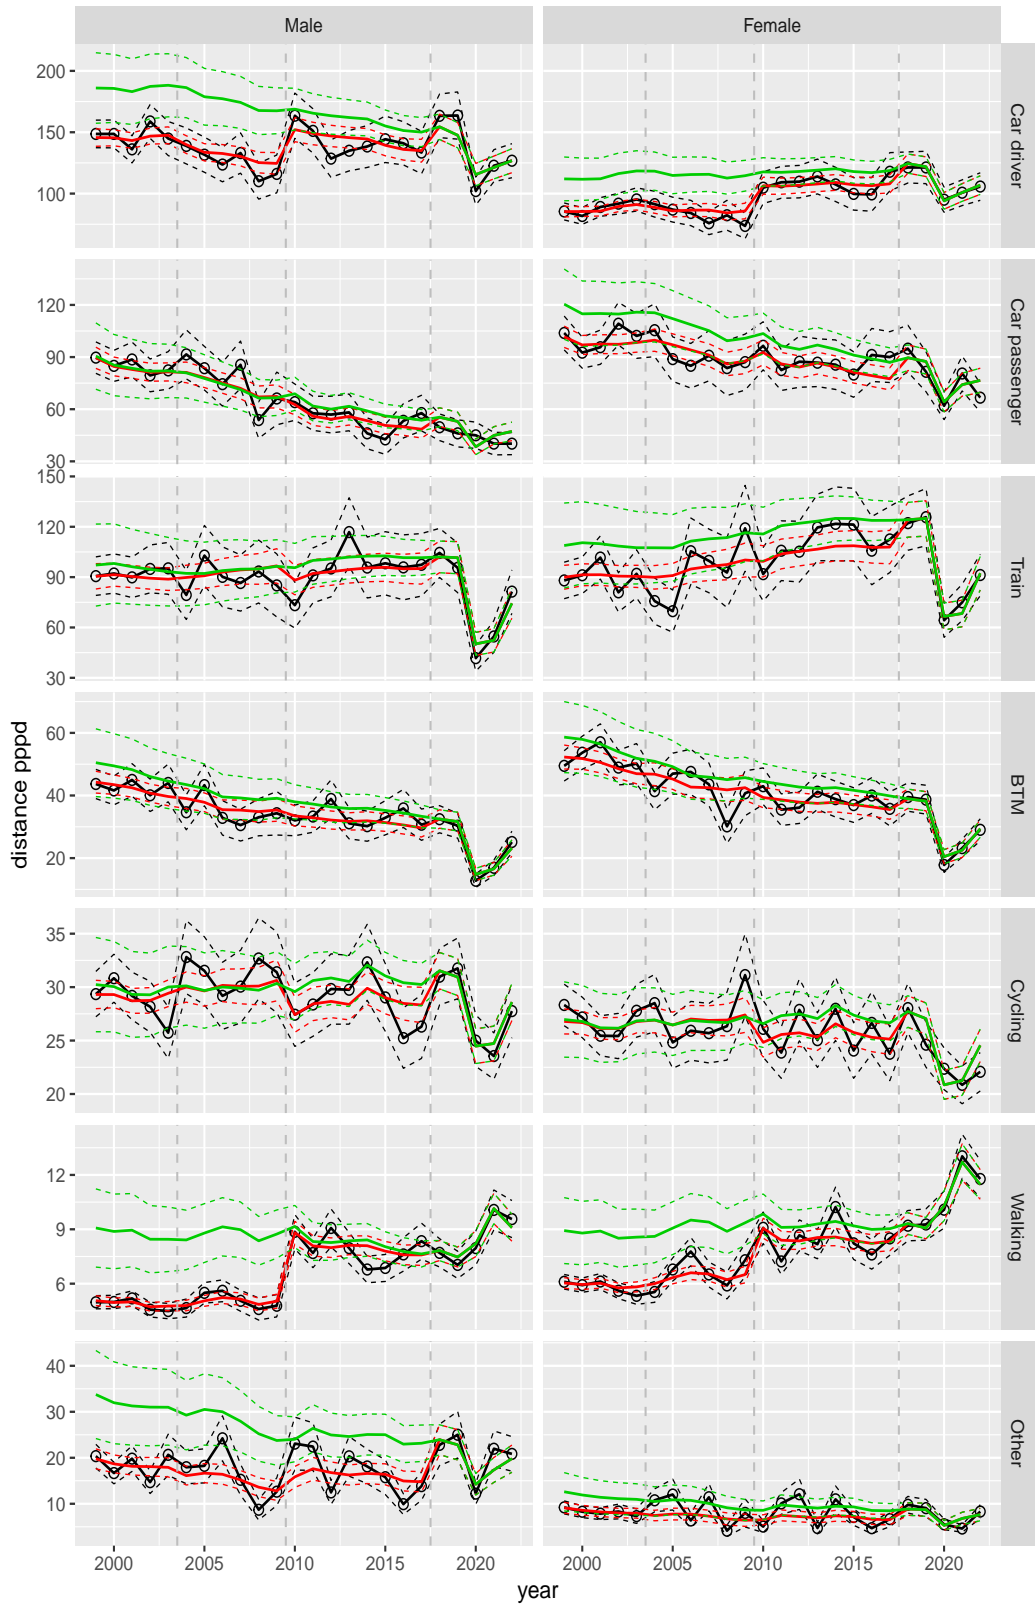 Male Female
200
150
100
Car driver
120
90
60
30
Car passenger
150
120
90
60
30
Train
60
40
20
BTM
35
30
25
20
Cycling
12
9
6
Walking
40
30
20
10
Other
2000 2005 2010 2015 2020 2000 2005 2010 2015 2020
year
distance pppd